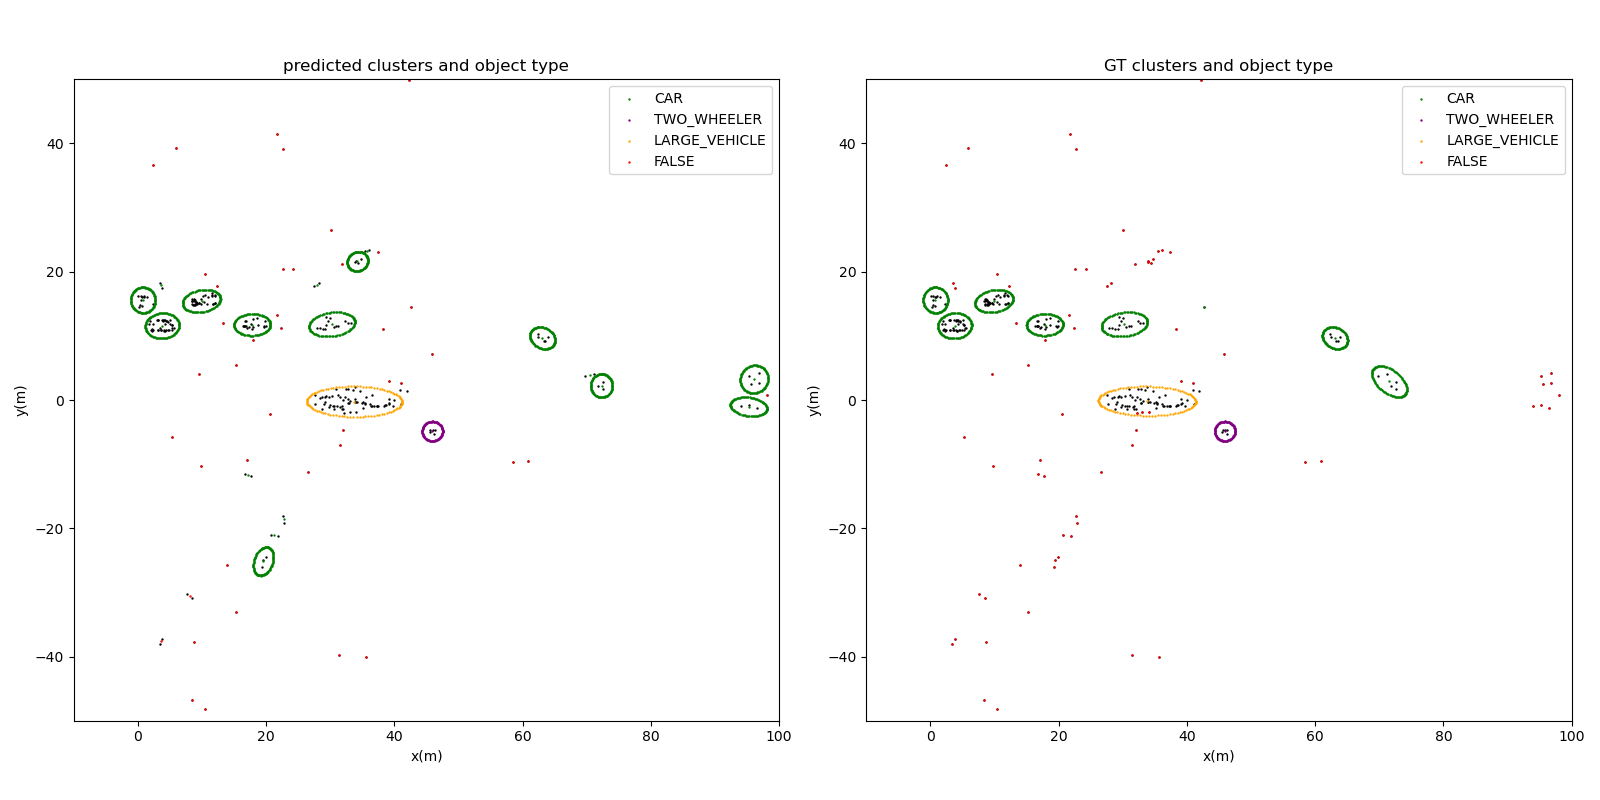 predicted clusters and object type
CAR
TWO_WHEELER
LARGE_VEHICLE
FALSE
40
20
0
−20
−40
y(m)
0 20 40 60 80 100
x(m)
GT clusters and object type
CAR
TWO_WHEELER
LARGE_VEHICLE
FALSE
40
20
0
−20
−40
y(m)
0 20 40 60 80 100
x(m)